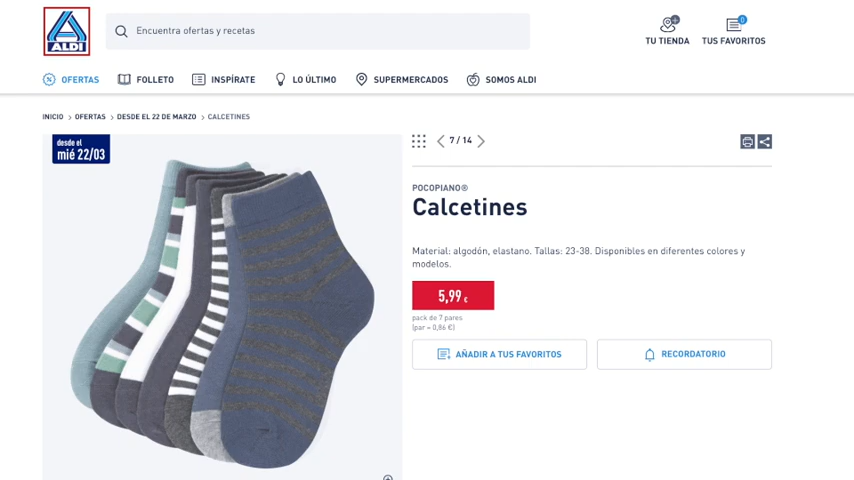 ALDI
Encuentra ofertas y recetas
TU TIENDA
0
TUS FAVORITOS
OFERTAS
FOLLETO
INSPÍRATE
LO ÚLTIMO
SUPERMERCADOS
SOMOS ALDI
INICIO > OFERTAS > DESDE EL 22 DE MARZO > CALCETINES
desde el
mié 22/03
7 / 14
POCOPIANO®
Calcetines
Material: algodón, elastano. Tallas: 23-38. Disponibles en diferentes colores y
modelos.
5,99 €
pack de 7 pares
(par = 0,86 €)
AÑADIR A TUS FAVORITOS
RECORDATORIO